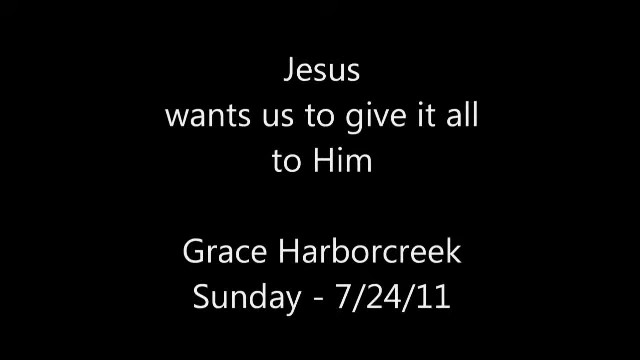 Jesus
wants us to give it all
to Him
Grace Harborcreek
Sunday - 7/24/11